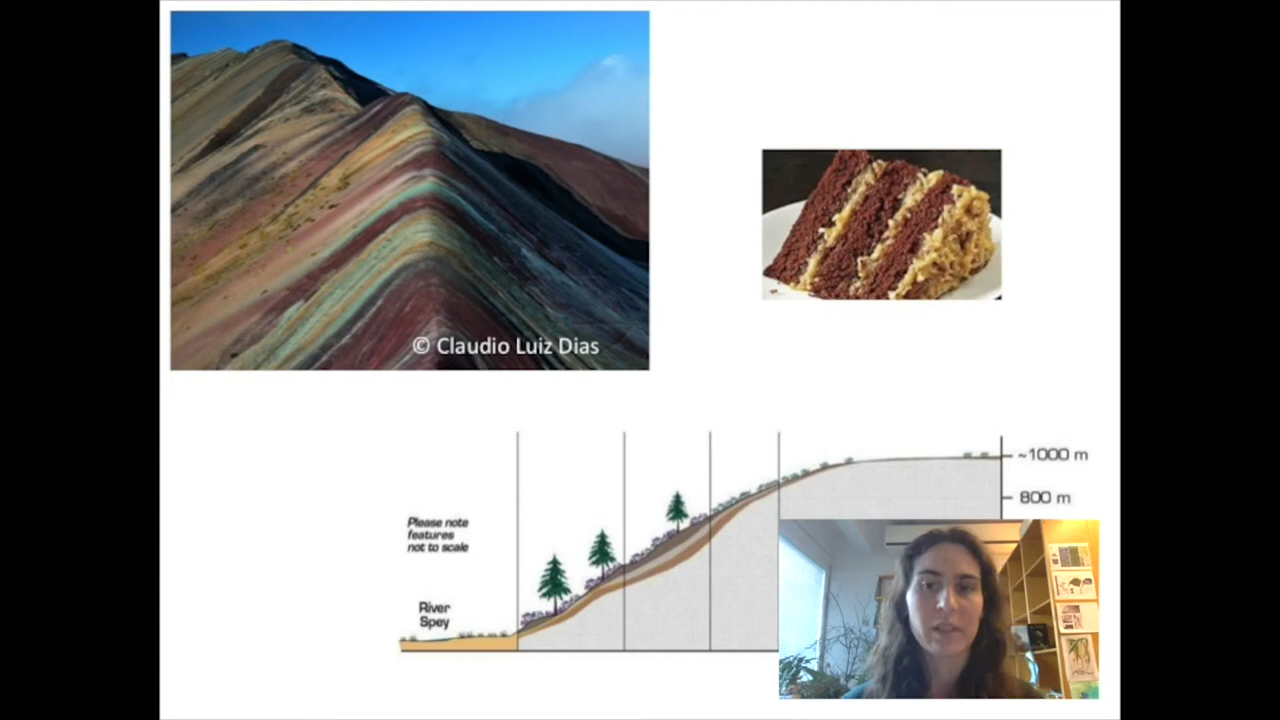 © Claudio Luiz Dias
~1000 m
800 m
Please note
features
not to scale
River
Spey